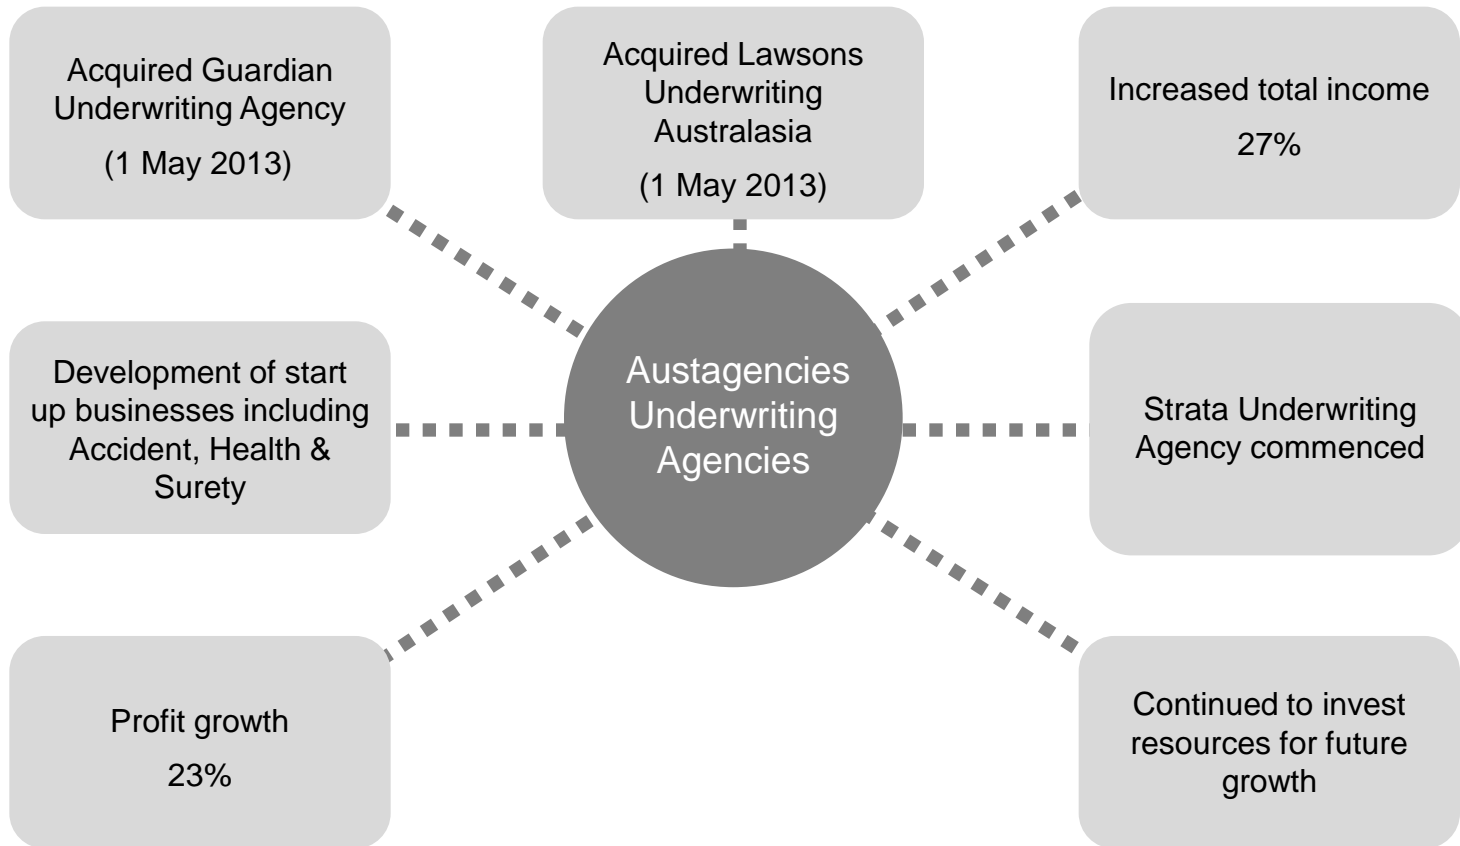 Acquired Guardian
Underwriting Agency
(1 May 2013)
Acquired Lawsons
Underwriting
Australasia
(1 May 2013)
Increased total income
27%
Development of start
up businesses including
Accident, Health &
Surety
Austagencies
Underwriting
Agencies
Strata Underwriting
Agency commenced
Profit growth
23%
Continued to invest
resources for future
growth